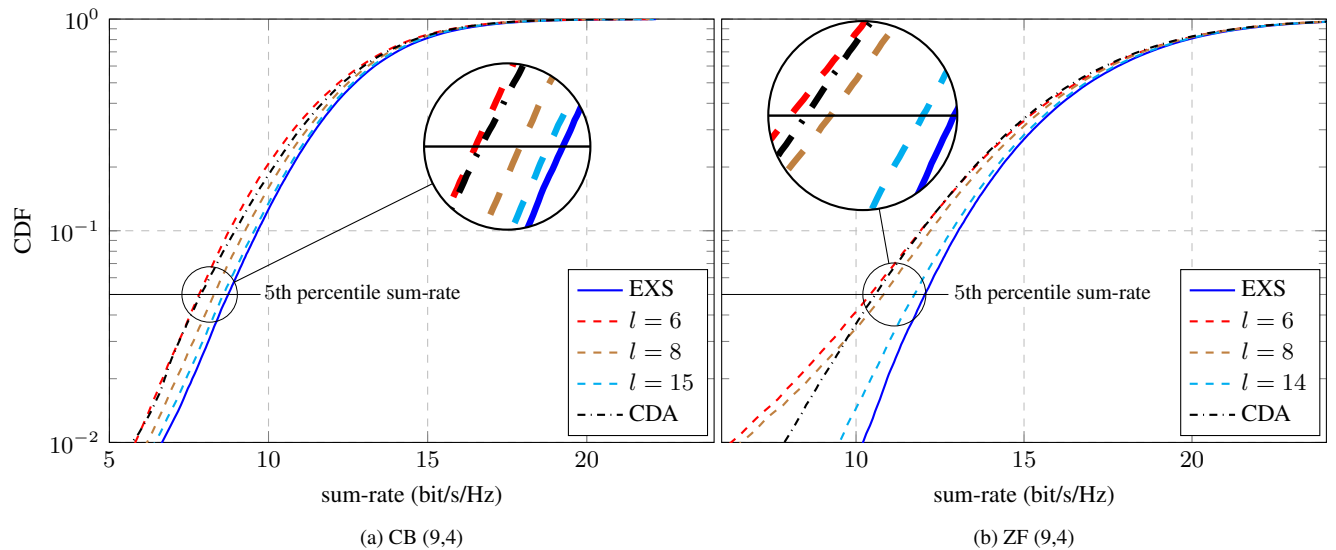 CDF
10^0
10^{-1}
10^{-2}
5th percentile sum-rate
EXS
l = 6
l = 8
l = 15
CDA
5 10 15 20
sum-rate (bit/s/Hz)
(a) CB (9,4)
5th percentile sum-rate
EXS
l = 6
l = 8
l = 14
CDA
10 15 20
sum-rate (bit/s/Hz)
(b) ZF (9,4)